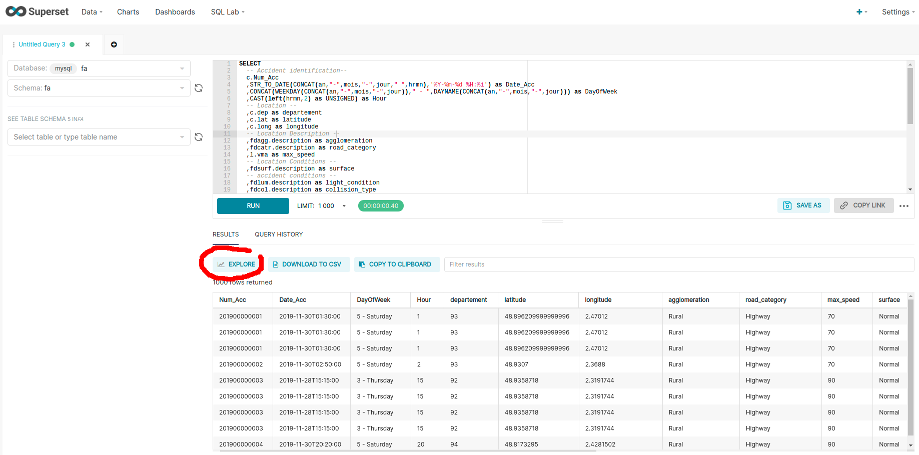 Superset Data Charts Dashboards SQL Lab + Settings
Untitled Query 3
Database: mysql fa
Schema: fa
SEE TABLE SCHEMA 5 INFO
Select table or type table name
1 SELECT
2 -- Accident identification--
3 c.Num_Acc
4 ,STR_TO_DATE(CONCAT(an,"-",mois,"-",jour," ",hrmn),'%Y-%m-%d %H:%i') as Date_Acc
5 ,CONCAT(WEEKDAY(CONCAT(an,"-",mois,"-",jour))," - ",DAYNAME(CONCAT(an,"-",mois,"-",jour))) as DayOfWeek
6 ,CAST(left(hrmn,2) as UNSIGNED) as Hour
7 -- Location --
8 ,c.dep as departement
9 ,c.lat as latitude
10 ,c.long as longitude
11 -- Location Description --
12 ,fdagg.description as agglomeration
13 ,fdcatr.description as road_category
14 ,l.vma as max_speed
15 -- Location Conditions --
16 ,fdsurf.description as surface
17 -- accident conditions --
18 ,fdlum.description as light_condition
19 ,fdcol.description as collision_type
RUN LIMIT: 1 000 00:00:00.40 SAVE AS COPY LINK
RESULTS QUERY HISTORY
EXPLORE DOWNLOAD TO CSV COPY TO CLIPBOARD Filter results
1000 rows returned
Num_Acc Date_Acc DayOfWeek Hour departement latitude longitude agglomeration road_category max_speed surface
201900000001 2019-11-30T01:30:00 5 - Saturday 1 93 48.896209999999996 2.47012 Rural Highway 70 Normal
201900000001 2019-11-30T01:30:00 5 - Saturday 1 93 48.896209999999996 2.47012 Rural Highway 70 Normal
201900000001 2019-11-30T01:30:00 5 - Saturday 1 93 48.896209999999996 2.47012 Rural Highway 70 Normal
201900000002 2019-11-30T02:50:00 5 - Saturday 2 93 48.9307 2.3688 Rural Highway 70 Normal
201900000003 2019-11-28T15:15:00 3 - Thursday 15 92 48.9358718 2.3191744 Rural Highway 90 Normal
201900000003 2019-11-28T15:15:00 3 - Thursday 15 92 48.9358718 2.3191744 Rural Highway 90 Normal
201900000003 2019-11-28T15:15:00 3 - Thursday 15 92 48.9358718 2.3191744 Rural Highway 90 Normal
201900000003 2019-11-28T15:15:00 3 - Thursday 15 92 48.9358718 2.3191744 Rural Highway 90 Normal
201900000004 2019-11-30T20:20:00 5 - Saturday 20 94 48.8173295 2.4281502 Rural Highway 90 Normal